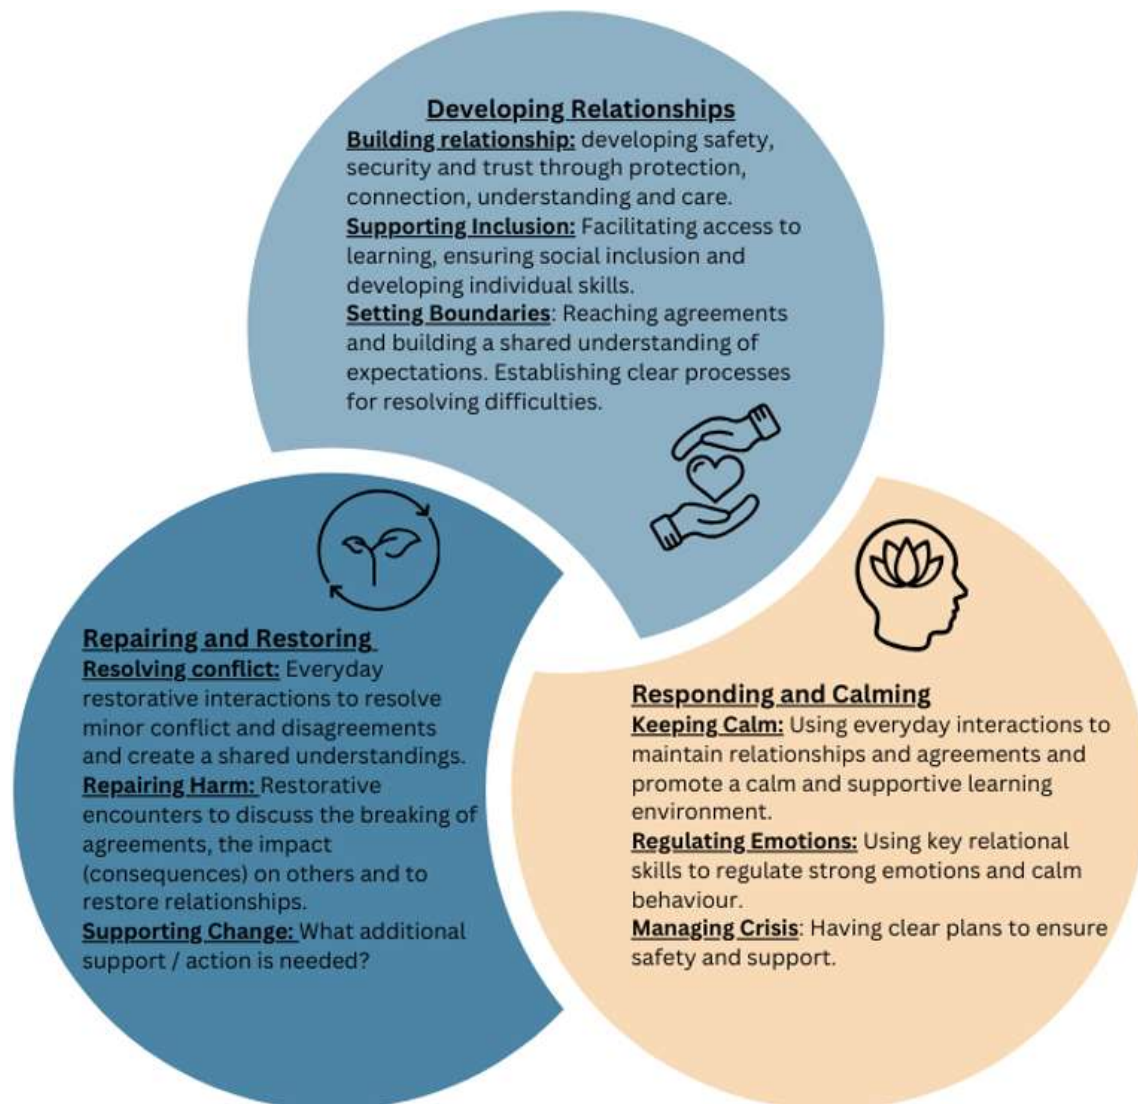 Developing Relationships
Building relationship: developing safety,
security and trust through protection,
connection, understanding and care.
Supporting Inclusion: Facilitating access to
learning, ensuring social inclusion and
developing individual skills.
Setting Boundaries: Reaching agreements
and building a shared understanding of
expectations. Establishing clear processes
for resolving difficulties.
Repairing and Restoring
Resolving conflict: Everyday
restorative interactions to resolve
minor conflict and disagreements
and create a shared understandings.
Repairing Harm: Restorative
encounters to discuss the breaking of
agreements, the impact
(consequences) on others and to
restore relationships.
Supporting Change: What additional
support / action is needed?
Responding and Calming
Keeping Calm: Using everyday interactions to
maintain relationships and agreements and
promote a calm and supportive learning
environment.
Regulating Emotions: Using key relational
skills to regulate strong emotions and calm
behaviour.
Managing Crisis: Having clear plans to ensure
safety and support.